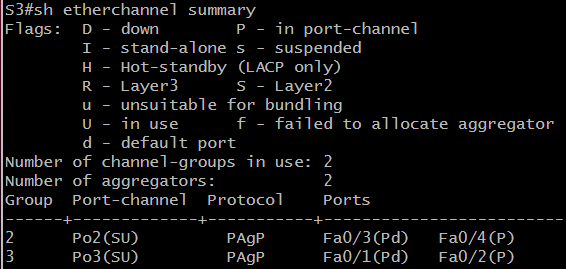 S3#sh etherchannel summary
Flags:  D - down         P - in port-channel
        I - stand-alone s - suspended
        H - Hot-standby (LACP only)
        R - Layer3      S - Layer2
        u - unsuitable for bundling
        U - in use      f - failed to allocate aggregator
        d - default port
Number of channel-groups in use: 2
Number of aggregators:           2
Group  Port-channel  Protocol    Ports
------+-------------+-----------+--------------------------
2      Po2(SU)         PAgP      Fa0/3(Pd)   Fa0/4(P)
3      Po3(SU)         PAgP      Fa0/1(Pd)   Fa0/2(P)